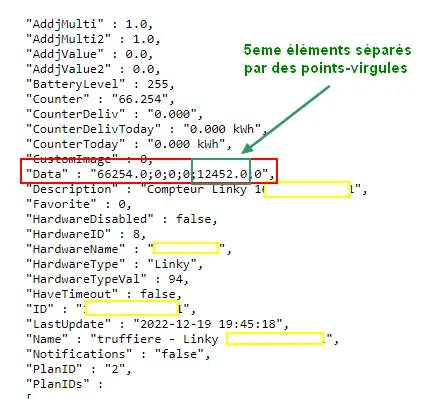 "AddjMulti" : 1.0,
"AddjMulti2" : 1.0,
"AddjValue" : 0.0,
"AddjValue2" : 0.0,
"BatteryLevel" : 255,
"Counter" : "66.254",
"CounterDeliv" : "0.000",
"CounterDelivToday" : "0.000 kWh",
"CounterToday" : "0.000 kWh",
"CustomImage" : 0,
"Data" : "66254.0;0;0;0;12452.0;0",
"Description" : "Compteur Linky 1
"Favorite" : 0,
"HardwareDisabled" : false,
"HardwareID" : 8,
"HardwareName" : "
",
"HardwareType" : "Linky",
"HardwareTypeVal" : 94,
"HaveTimeout" : false,
"ID" : "
1",
"LastUpdate" : "2022-12-19 19:45:18",
"Name" : "truffiere - Linky
",
"Notifications" : "false",
"PlanID" : "2",
"PlanIDs" :
[
5eme éléments séparés
par des points-virgules